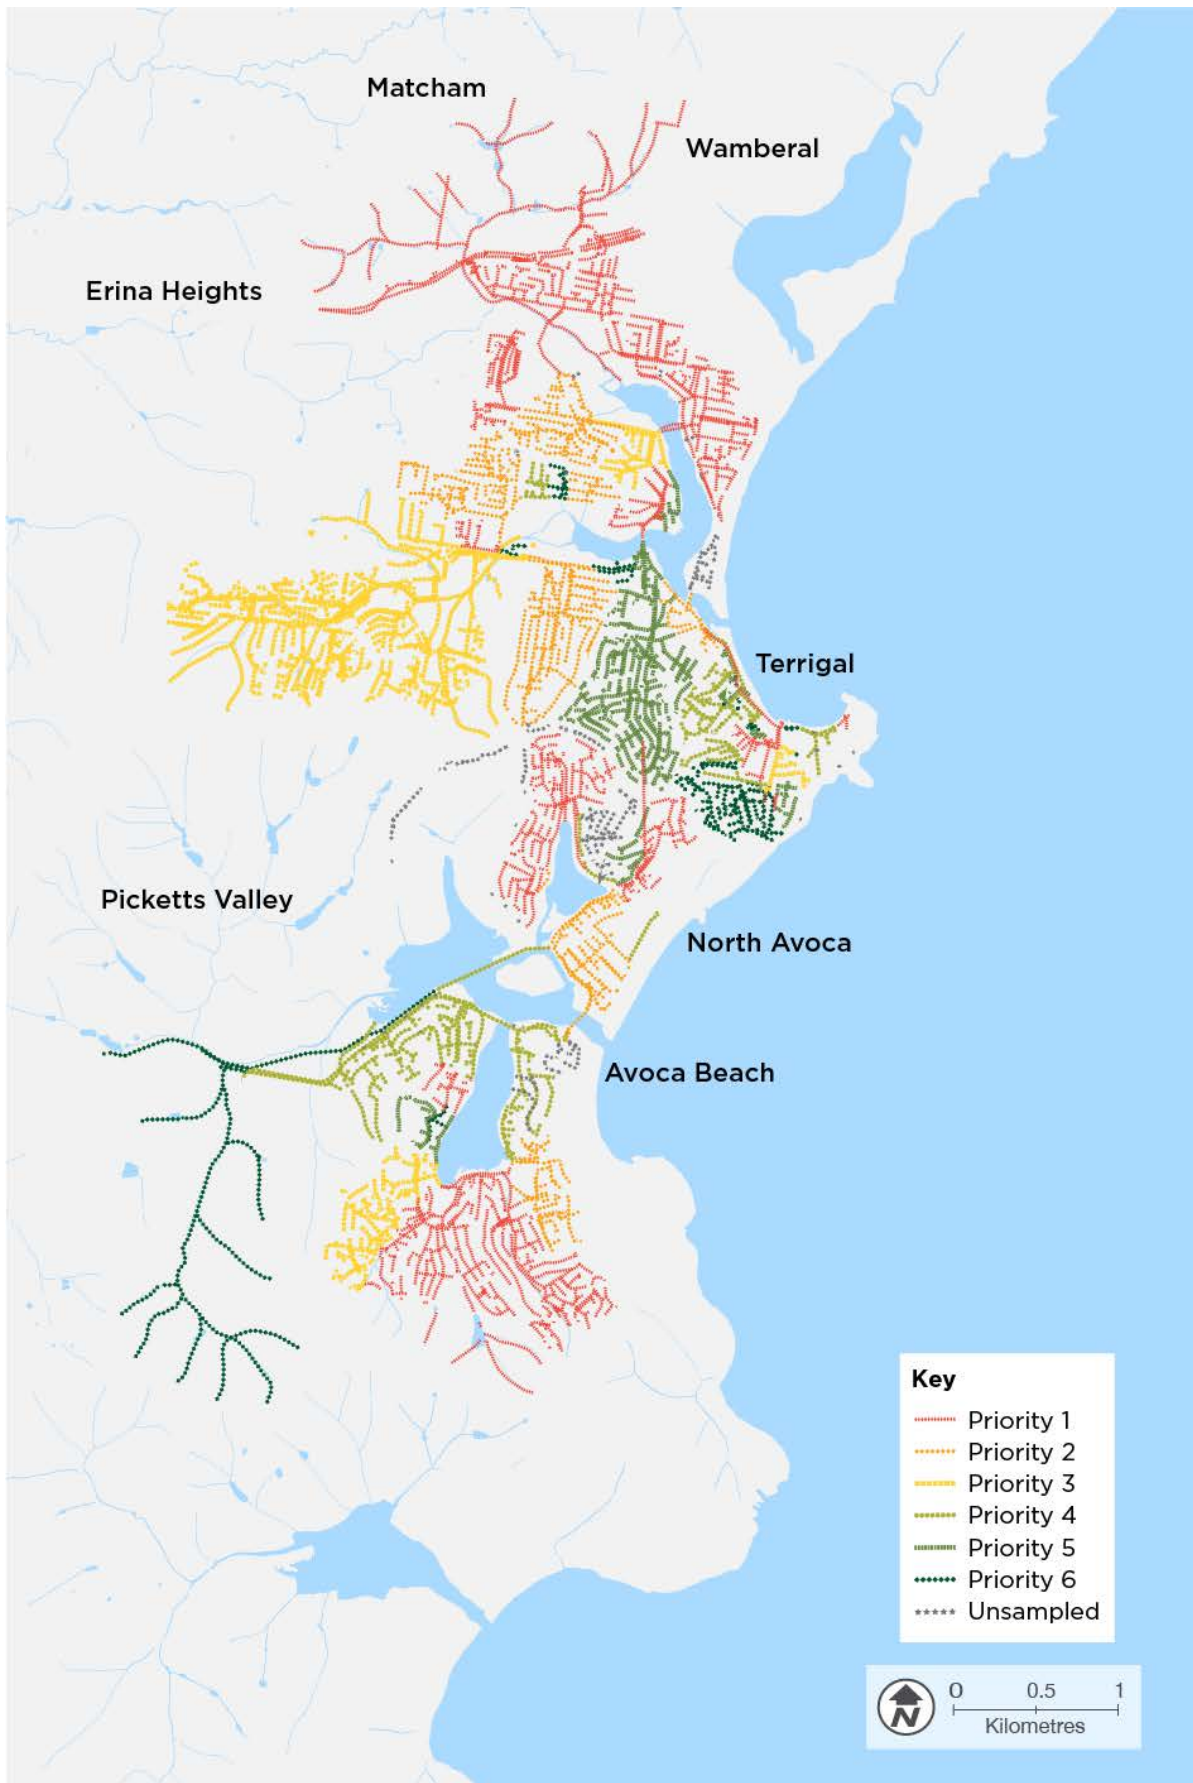 Matcham
Wamberal
Erina Heights
Terrigal
Picketts Valley
North Avoca
Avoca Beach
Key
Priority 1
Priority 2
Priority 3
Priority 4
Priority 5
Priority 6
Unsampled
N
0 0.5 1
Kilometres